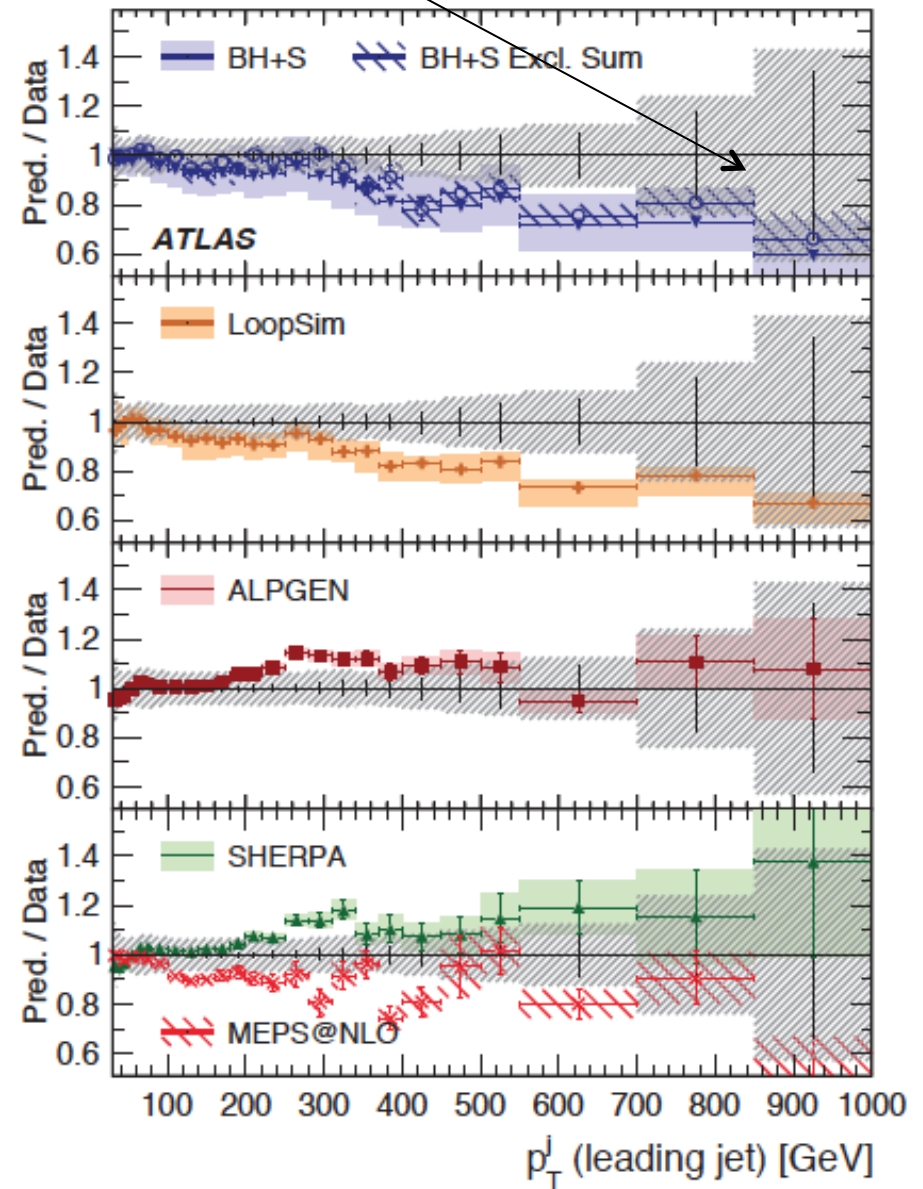 BH+S BH+S Excl. Sum
Pred. / Data
1.4
1.2
1
0.8
0.6
ATLAS
LoopSim
Pred. / Data
1.4
1.2
1
0.8
0.6
ALPGEN
Pred. / Data
1.4
1.2
1
0.8
0.6
SHERPA
Pred. / Data
1.4
1.2
1
0.8
0.6
MEPS@NLO
100 200 300 400 500 600 700 800 900 1000
p_T^j (leading jet) [GeV]